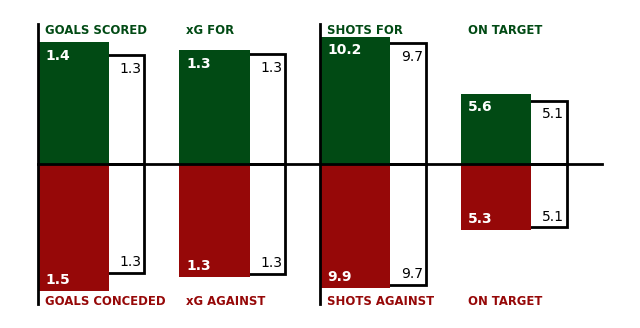 GOALS SCORED xG FOR SHOTS FOR ON TARGET
1.4 1.3 1.3 1.3 10.2 9.7 5.6 5.1
1.5 1.3 1.3 1.3 9.9 9.7 5.3 5.1
GOALS CONCEDED xG AGAINST SHOTS AGAINST ON TARGET